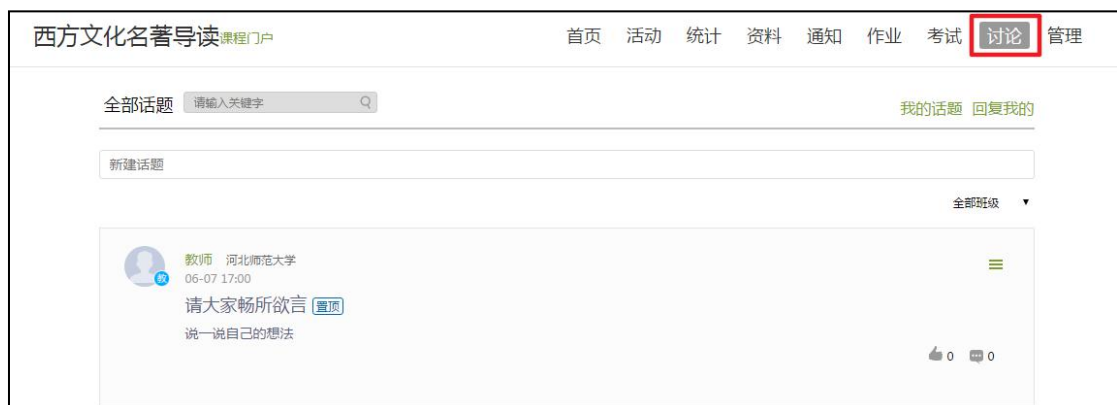 西方文化名著导读课程门户 首页 活动 统计 资料 通知 作业 考试 讨论 管理
全部话题 请输入关键字 我的话题 回复我的
新建话题
全部班级
教师 河北师范大学
教 06-07 17:00
请大家畅所欲言 置顶
说一说自己的想法
0 0